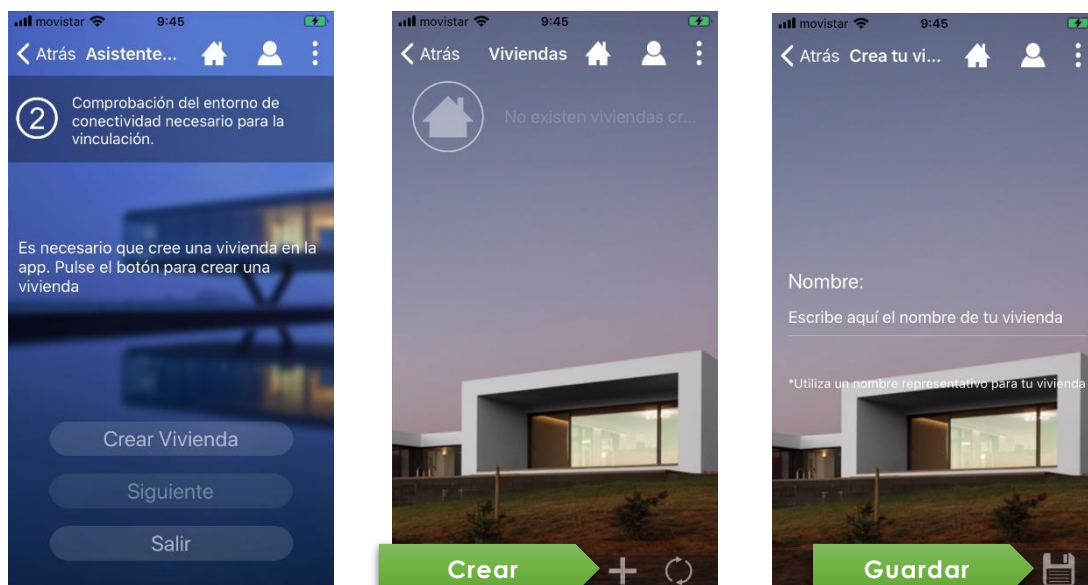 movistar 9:45
Atrás Asistente...
2
Comprobación del entorno de
conectividad necesario para la
vinculación.
Es necesario que cree una vivienda en la
app. Pulse el botón para crear una
vivienda
Crear Vivienda
Siguiente
Salir
movistar 9:45
Atrás Viviendas
No existen viviendas cr...
Crear
movistar 9:45
Atrás Crea tu vi...
Nombre:
Escribe aquí el nombre de tu vivienda
*Utiliza un nombre representativo para tu vivienda
Guardar